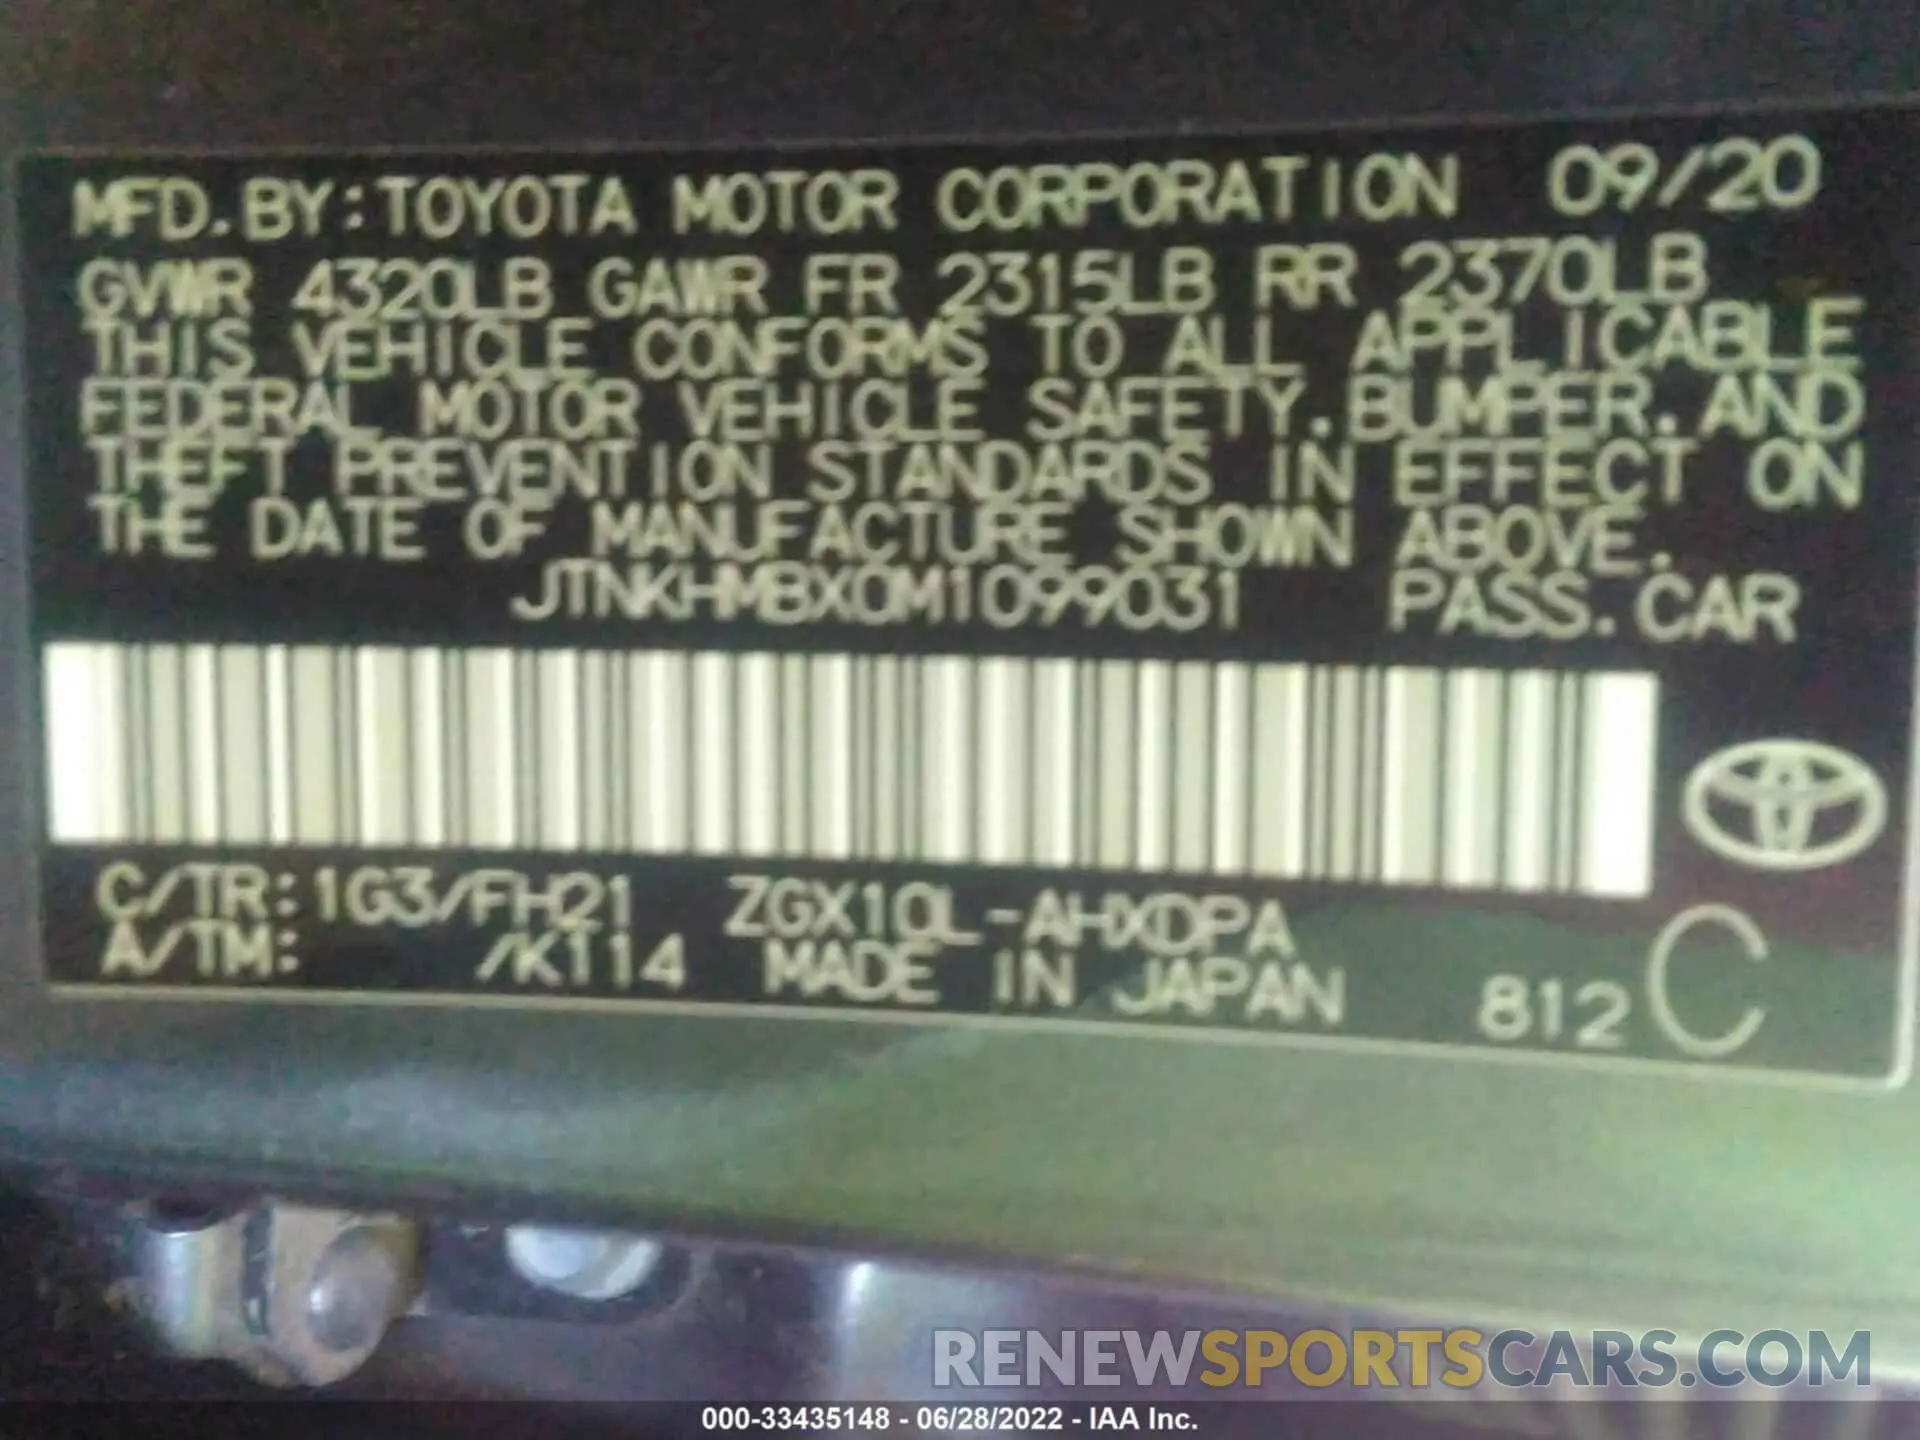 MFD.BY:TOYOTA MOTOR CORPORATION 09/20
GVWR 4320LB GAWR FR 2315LB RR 2370LB
THIS VEHICLE CONFORMS TO ALL APPLICABLE
FEDERAL MOTOR VEHICLE SAFETY,BUMPER,AND
THEFT PREVENTION STANDARDS IN EFFECT ON
THE DATE OF MANUFACTURE SHOWN ABOVE.
JTNKHMBX0M1099031 PASS.CAR
C/TR:1G3/FH21 ZGX10L-AHXDPA
A/TM: /K114 MADE IN JAPAN 812 C
RENEWSPORTSCARS.COM
000-33435148 - 06/28/2022 - IAA Inc.